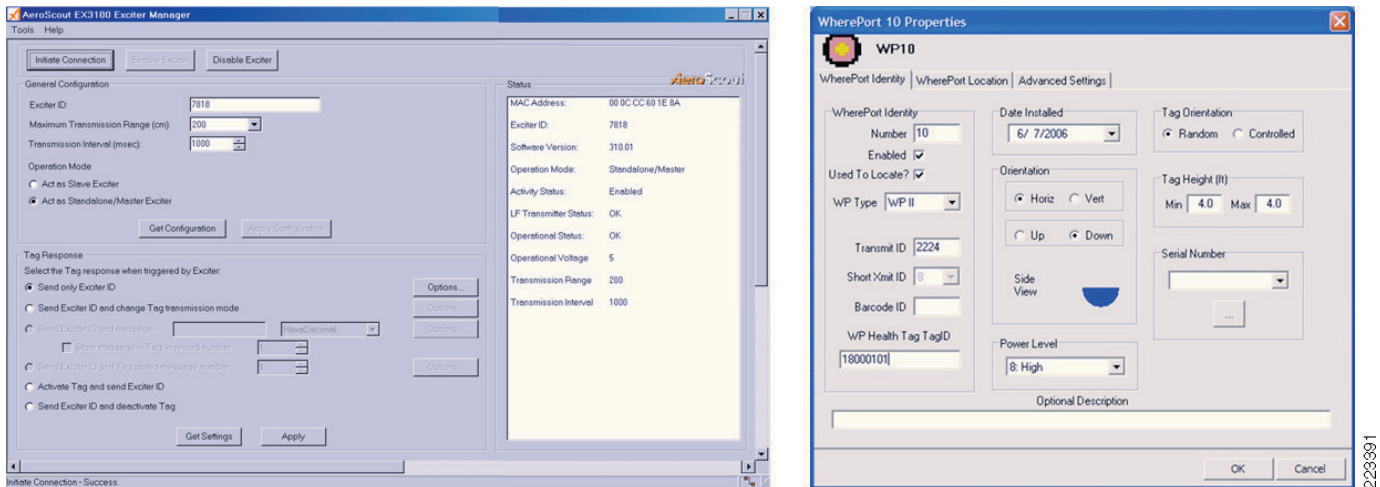 AeroScout EX3100 Exciter Manager
Tools Help
Initiate Connection Enable Exciter Disable Exciter
AeroScout
General Configuration
Exciter ID: 7818
Maximum Transmission Range (cm): 200
Transmission Interval (msec): 1000
Operation Mode
Act as Slave Exciter
Act as Standalone/Master Exciter
Get Configuration Apply Configuration
Tag Response
Select the Tag response when triggered by Exciter:
Send only Exciter ID Options...
Send Exciter ID and change Tag transmission mode Options...
Send Exciter ID and message HexaDecimal Options...
Store message in Tag, in record number 1
Send Exciter ID and Tag stored message number 1 Options...
Activate Tag and send Exciter ID
Send Exciter ID and deactivate Tag
Get Settings Apply
Status
MAC Address: 00 0C CC 60 1E 8A
Exciter ID: 7818
Software Version: 310.01
Operation Mode: Standalone/Master
Activity Status: Enabled
LF Transmitter Status: OK
Operational Status: OK
Operational Voltage 5
Transmission Range 200
Transmission Interval 1000
Initiate Connection - Success.
WherePort 10 Properties
WP10
WherePort Identity WherePort Location Advanced Settings
WherePort Identity
Number 10
Enabled
Used To Locate?
WP Type WP II
Transmit ID 2224
Short Xmit ID 8
Barcode ID
WP Health Tag TagID
18000101
Date Installed
6/ 7/2006
Orientation
Horiz Vert
Up Down
Side
View
Power Level
8: High
Tag Orientation
Random Controlled
Tag Height (ft)
Min 4.0 Max 4.0
Serial Number
...
Optional Description
OK Cancel
223391